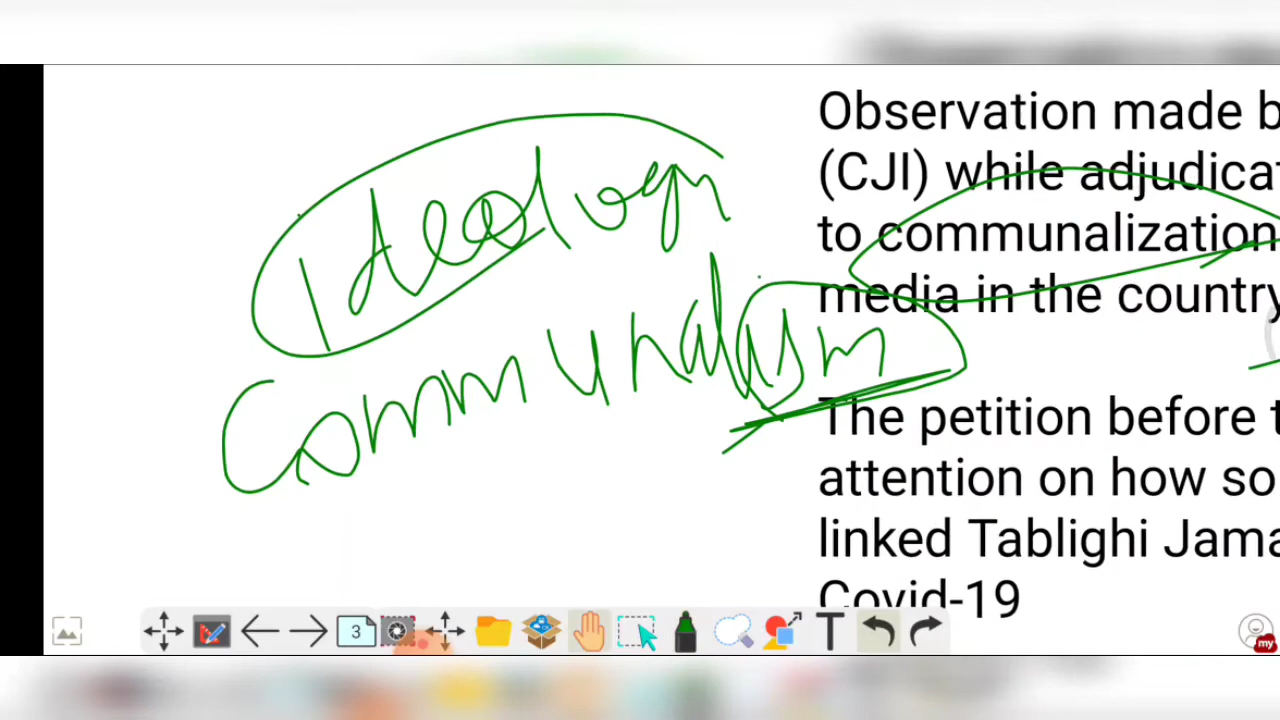 Ideology
Communalism
Observation made b
(CJI) while adjudicat
to communalization
media in the country
The petition before t
attention on how so
linked Tablighi Jama
Covid-19
3
T
my